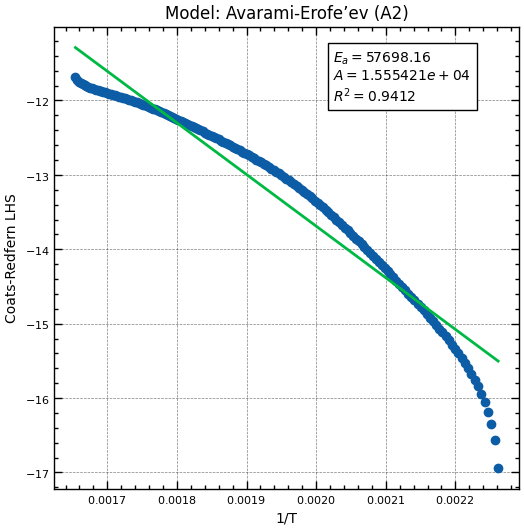 Model: Avarami-Erofe’ev (A2)
E_a = 57698.16
A = 1.555421e + 04
R² = 0.9412
Coats-Redfern LHS
−12
−13
−14
−15
−16
−17
0.0017 0.0018 0.0019 0.0020 0.0021 0.0022
1/T